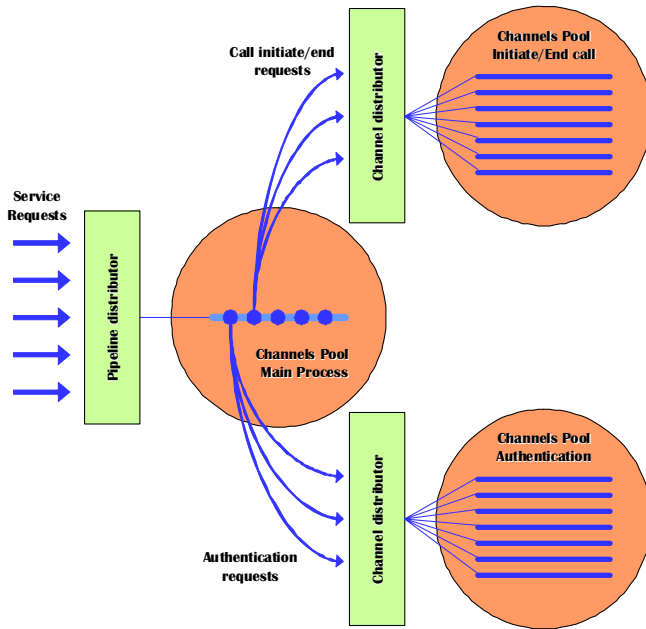 Call initiate/end
requests
Channel distributor
Channels Pool
Initiate/End call
Service
Requests
Pipeline distributor
Channels Pool
Main Process
Channel distributor
Channels Pool
Authentication
Authentication
requests